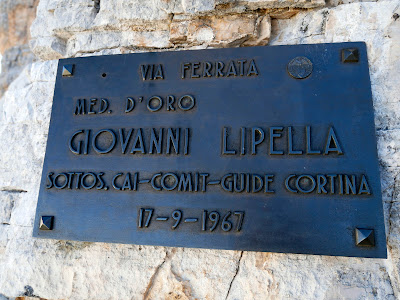 VIA FERRATA
MED. D'ORO
GIOVANNI LIPELLA
SOTTOS. CAI-COMIT-GUIDE CORTINA
17-9-1967